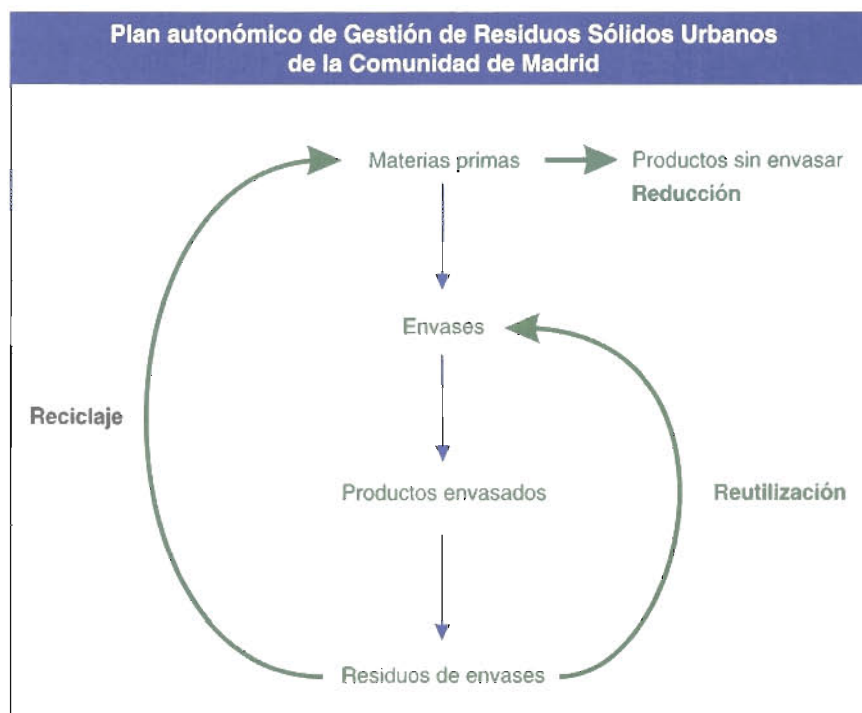 Plan autonómico de Gestión de Residuos Sólidos Urbanos
de la Comunidad de Madrid
Materias primas
Productos sin envasar
Reducción
Envases
Reciclaje
Productos envasados
Reutilización
Residuos de envases